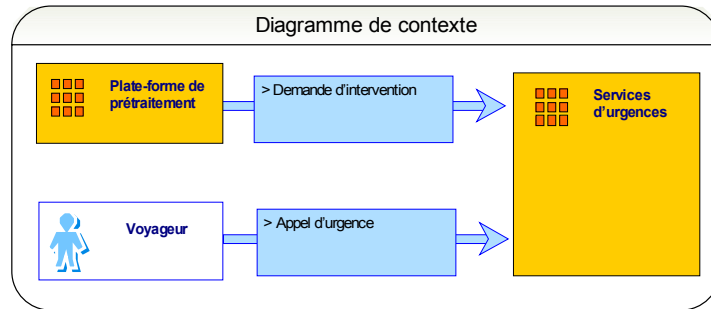 Diagramme de contexte
Plate-forme de
prétraitement
> Demande d'intervention
Services
d'urgences
Voyageur
> Appel d'urgence